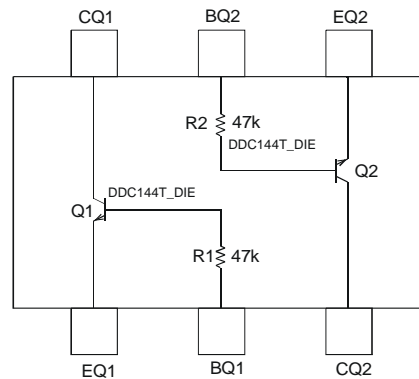 CQ1 BQ2 EQ2
R2 47k
DDC144T_DIE
Q2
DDC144T_DIE
Q1
R1 47k
EQ1 BQ1 CQ2